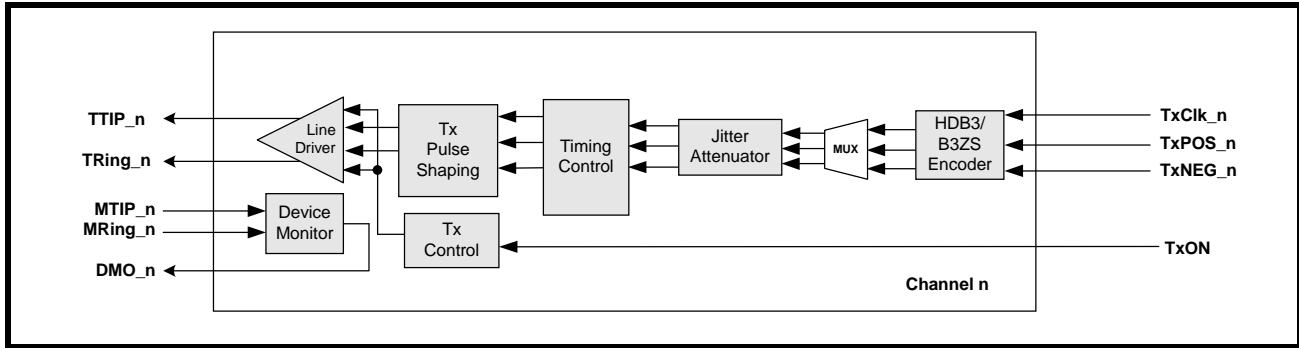 TTIP_n
TRing_n
MTIP_n
MRing_n
DMO_n
Line
Driver
Device
Monitor
Tx
Pulse
Shaping
Tx
Control
Timing
Control
Jitter
Attenuator
MUX
HDB3/
B3ZS
Encoder
TxClk_n
TxPOS_n
TxNEG_n
TxON
Channel n